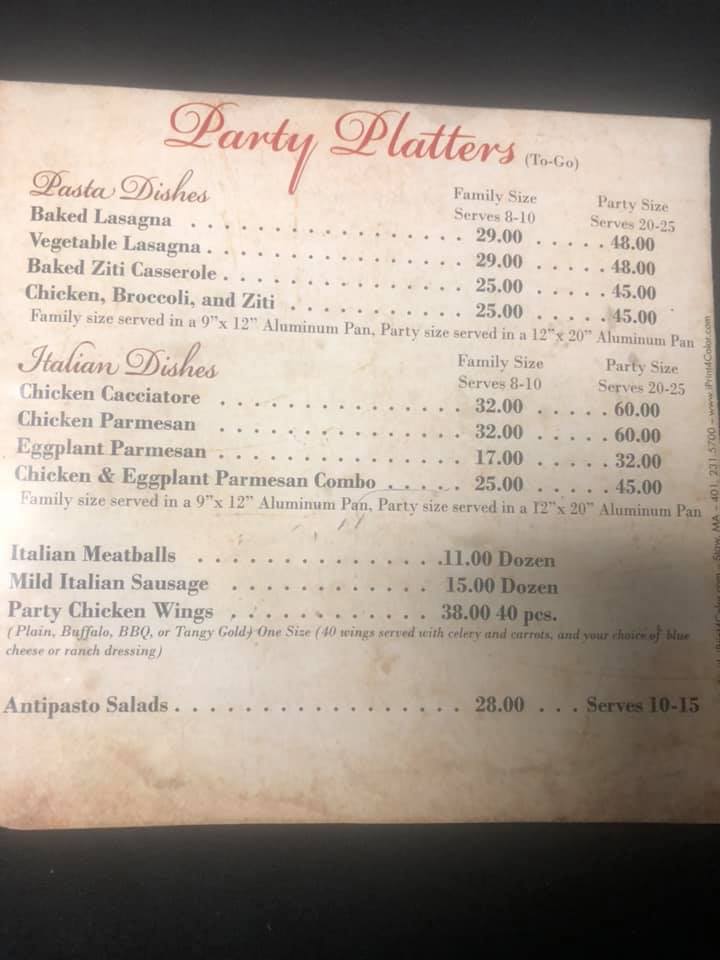 Party Platters (To-Go)
Pasta Dishes
Family Size Party Size
Serves 8-10 Serves 20-25
Baked Lasagna . . . . . . . . . . . . . . . . . 29.00 . . . . . 48.00
Vegetable Lasagna . . . . . . . . . . . . . . . . 29.00 . . . . . 48.00
Baked Ziti Casserole . . . . . . . . . . . . . . . 25.00 . . . . . 45.00
Chicken, Broccoli, and Ziti . . . . . . . . . . . 25.00 . . . . . 45.00
Family size served in a 9”x 12” Aluminum Pan, Party size served in a 12”x 20” Aluminum Pan
Italian Dishes
Family Size Party Size
Serves 8-10 Serves 20-25
Chicken Cacciatore . . . . . . . . . . . . . . . 32.00 . . . . . 60.00
Chicken Parmesan . . . . . . . . . . . . . . . 32.00 . . . . . 60.00
Eggplant Parmesan . . . . . . . . . . . . . . . 17.00 . . . . . 32.00
Chicken & Eggplant Parmesan Combo . . . . . 25.00 . . . . . 45.00
Family size served in a 9”x 12” Aluminum Pan, Party size served in a 12”x 20” Aluminum Pan
Italian Meatballs . . . . . . . . . . . . . . .11.00 Dozen
Mild Italian Sausage . . . . . . . . . . . . 15.00 Dozen
Party Chicken Wings . . . . . . . . . . . . 38.00 40 pcs.
(Plain, Buffalo, BBQ, or Tangy Gold) One Size (40 wings served with celery and carrots, and your choice of blue
cheese or ranch dressing)
Antipasto Salads . . . . . . . . . . . . . . . . . . 28.00 . . . Serves 10-15
MA – 401. 231.5700 – www.iPrint4Color.com